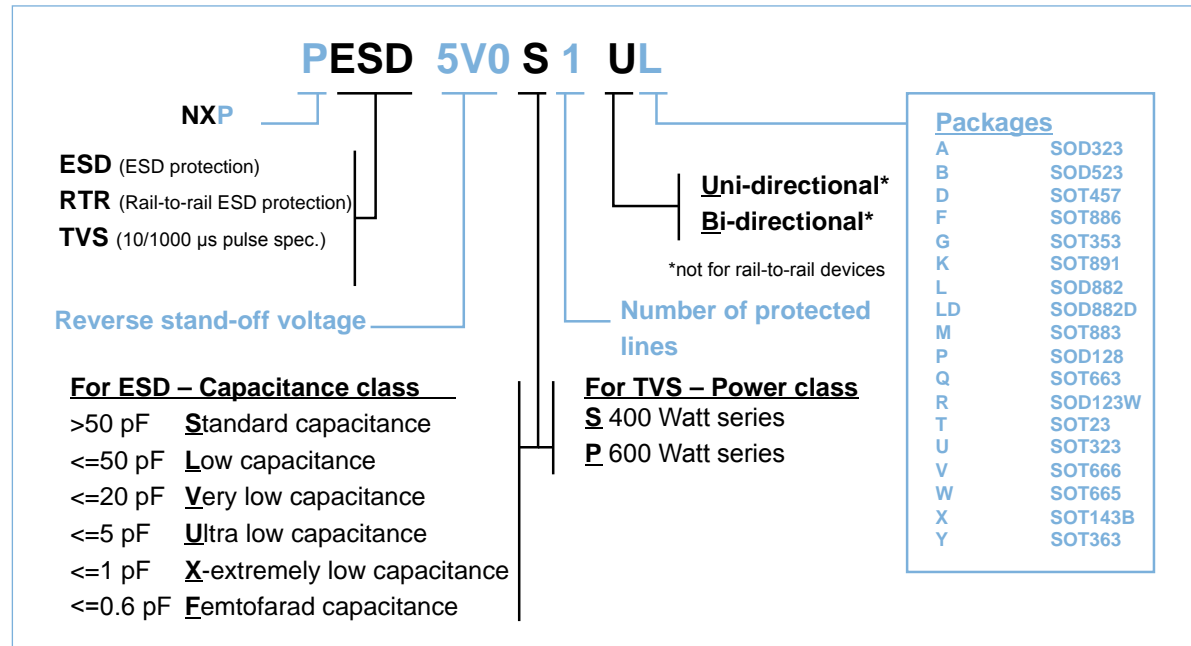 PESD 5V0 S 1 UL
NXP
ESD (ESD protection)
RTR (Rail-to-rail ESD protection)
TVS (10/1000 µs pulse spec.)
Uni-directional*
Bi-directional*
*not for rail-to-rail devices
Reverse stand-off voltage
Number of protected
lines
For ESD – Capacitance class
>50 pF Standard capacitance
<=50 pF Low capacitance
<=20 pF Very low capacitance
<=5 pF Ultra low capacitance
<=1 pF X-extremely low capacitance
<=0.6 pF Femtofarad capacitance
For TVS – Power class
S 400 Watt series
P 600 Watt series
Packages
A SOD323
B SOD523
D SOT457
F SOT886
G SOT353
K SOT891
L SOD882
LD SOD882D
M SOT883
P SOD128
Q SOT663
R SOD123W
T SOT23
U SOT323
V SOT666
W SOT665
X SOT143B
Y SOT363